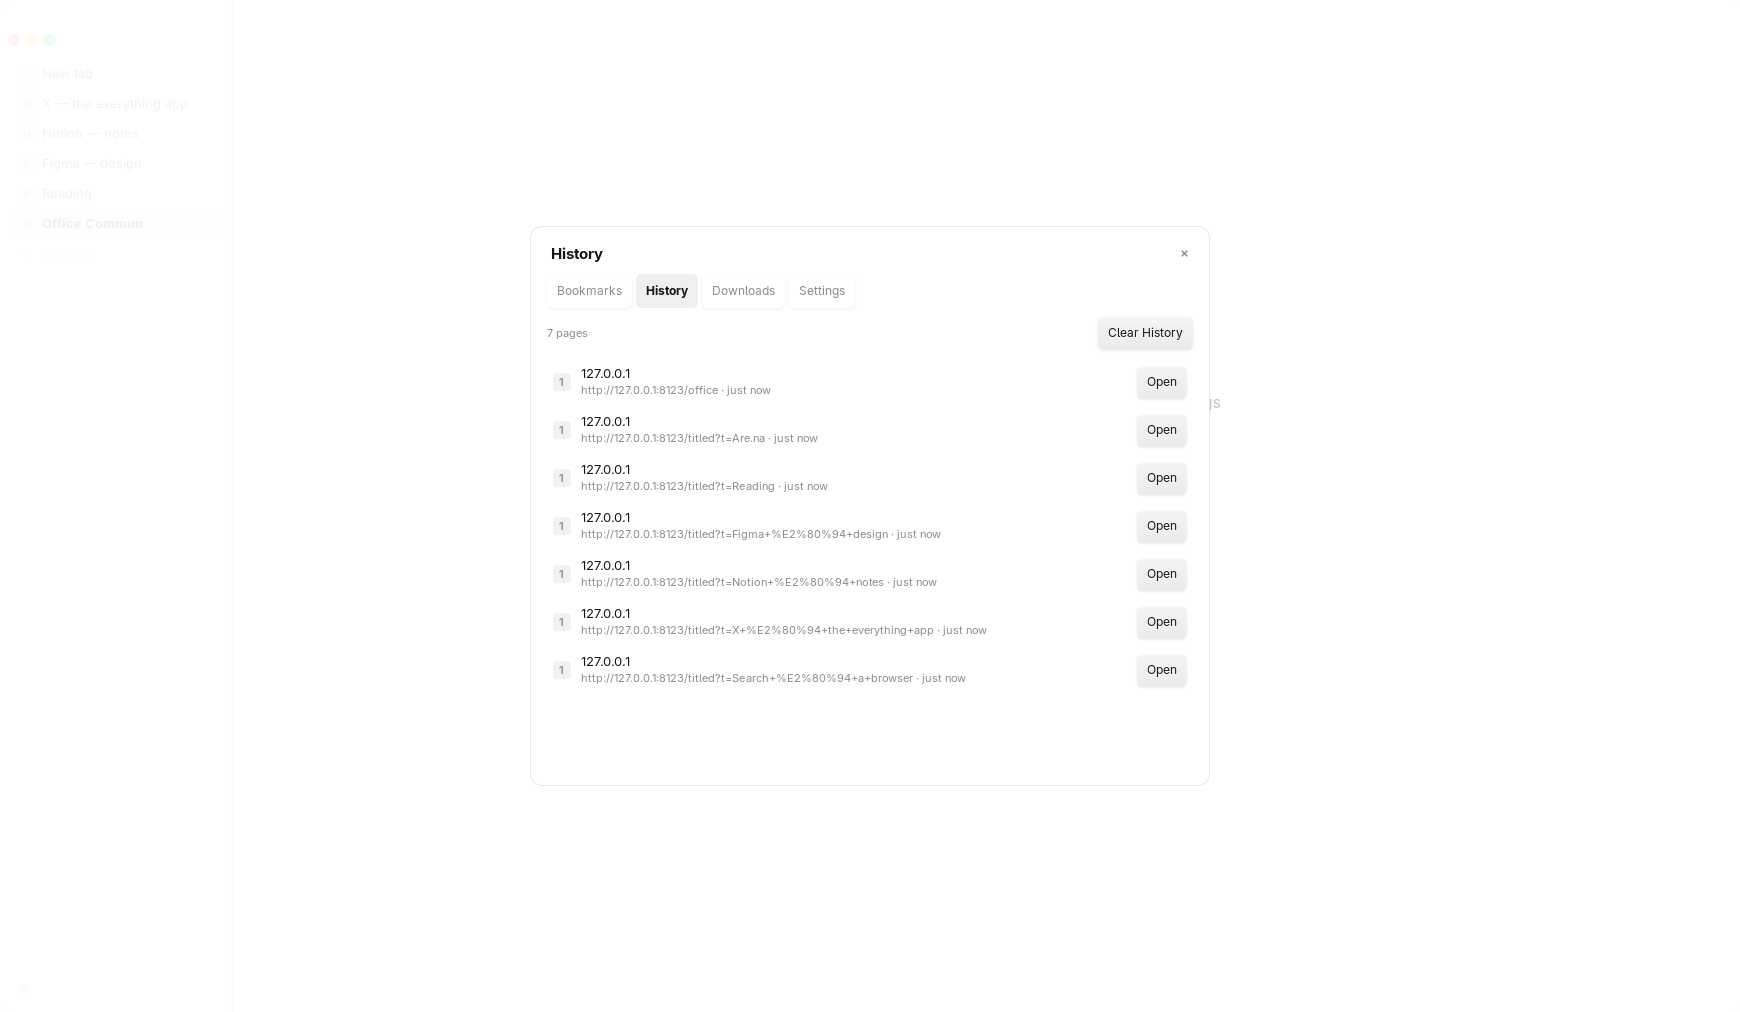 New tab
X — the everything app
Notion — notes
Figma — design
Reading
Office Commun
History
×
Bookmarks
History
Downloads
Settings
7 pages
Clear History
1
127.0.0.1
http://127.0.0.1:8123/office · just now
Open
1
127.0.0.1
http://127.0.0.1:8123/titled?t=Are.na · just now
Open
1
127.0.0.1
http://127.0.0.1:8123/titled?t=Reading · just now
Open
1
127.0.0.1
http://127.0.0.1:8123/titled?t=Figma+%E2%80%94+design · just now
Open
1
127.0.0.1
http://127.0.0.1:8123/titled?t=Notion+%E2%80%94+notes · just now
Open
1
127.0.0.1
http://127.0.0.1:8123/titled?t=X+%E2%80%94+the+everything+app · just now
Open
1
127.0.0.1
http://127.0.0.1:8123/titled?t=Search+%E2%80%94+a+browser · just now
Open